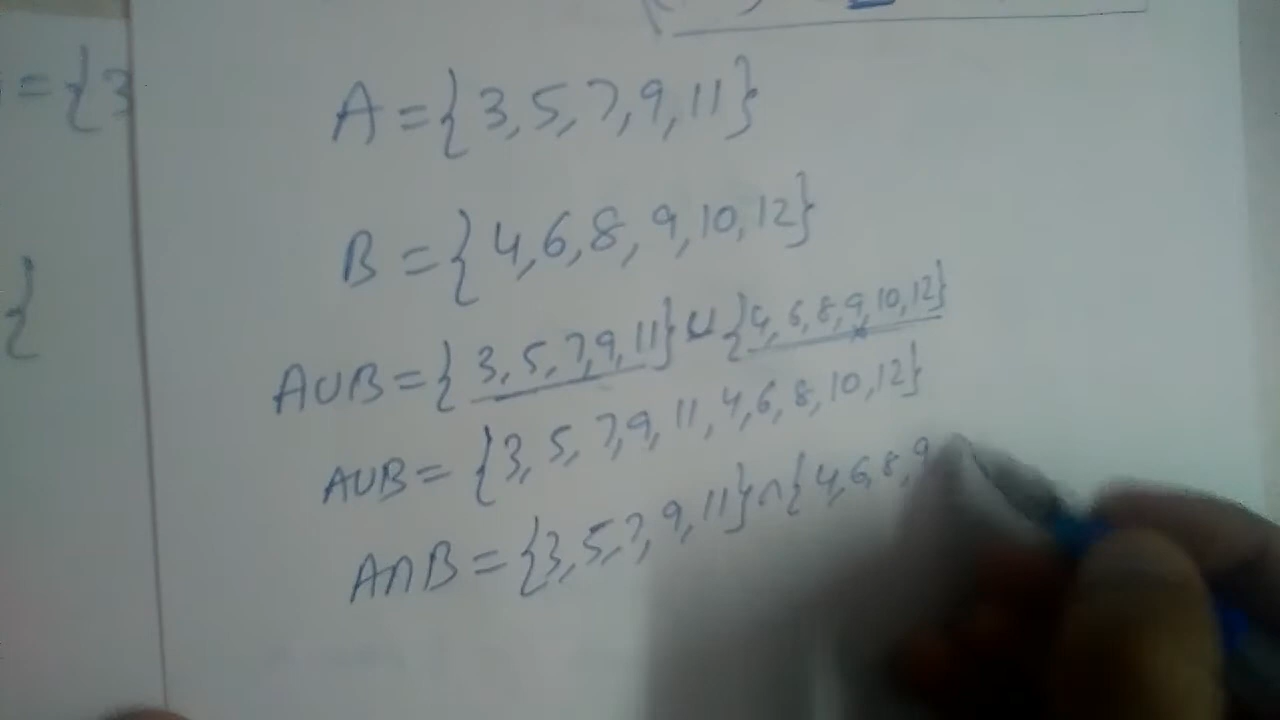 = {3
A = {3, 5, 7, 9, 11}
B = {4, 6, 8, 9, 10, 12}
{
A∪B = {3, 5, 7, 9, 11} ∪ {4, 6, 8, 9, 10, 12}
A∪B = {3, 5, 7, 9, 11, 4, 6, 8, 10, 12}
A∩B = {3, 5, 7, 9, 11} ∩ {4, 6, 8, 9